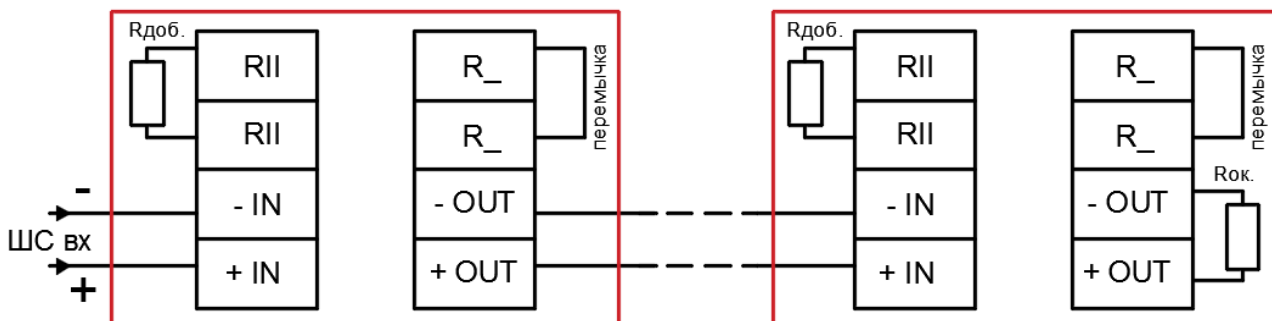 Rдоб.
RII
RII
- IN
+ IN
R_
R_
- OUT
+ OUT
перемычка
-
ШС вх
+
Rдоб.
RII
RII
- IN
+ IN
R_
R_
- OUT
+ OUT
перемычка
Rок.